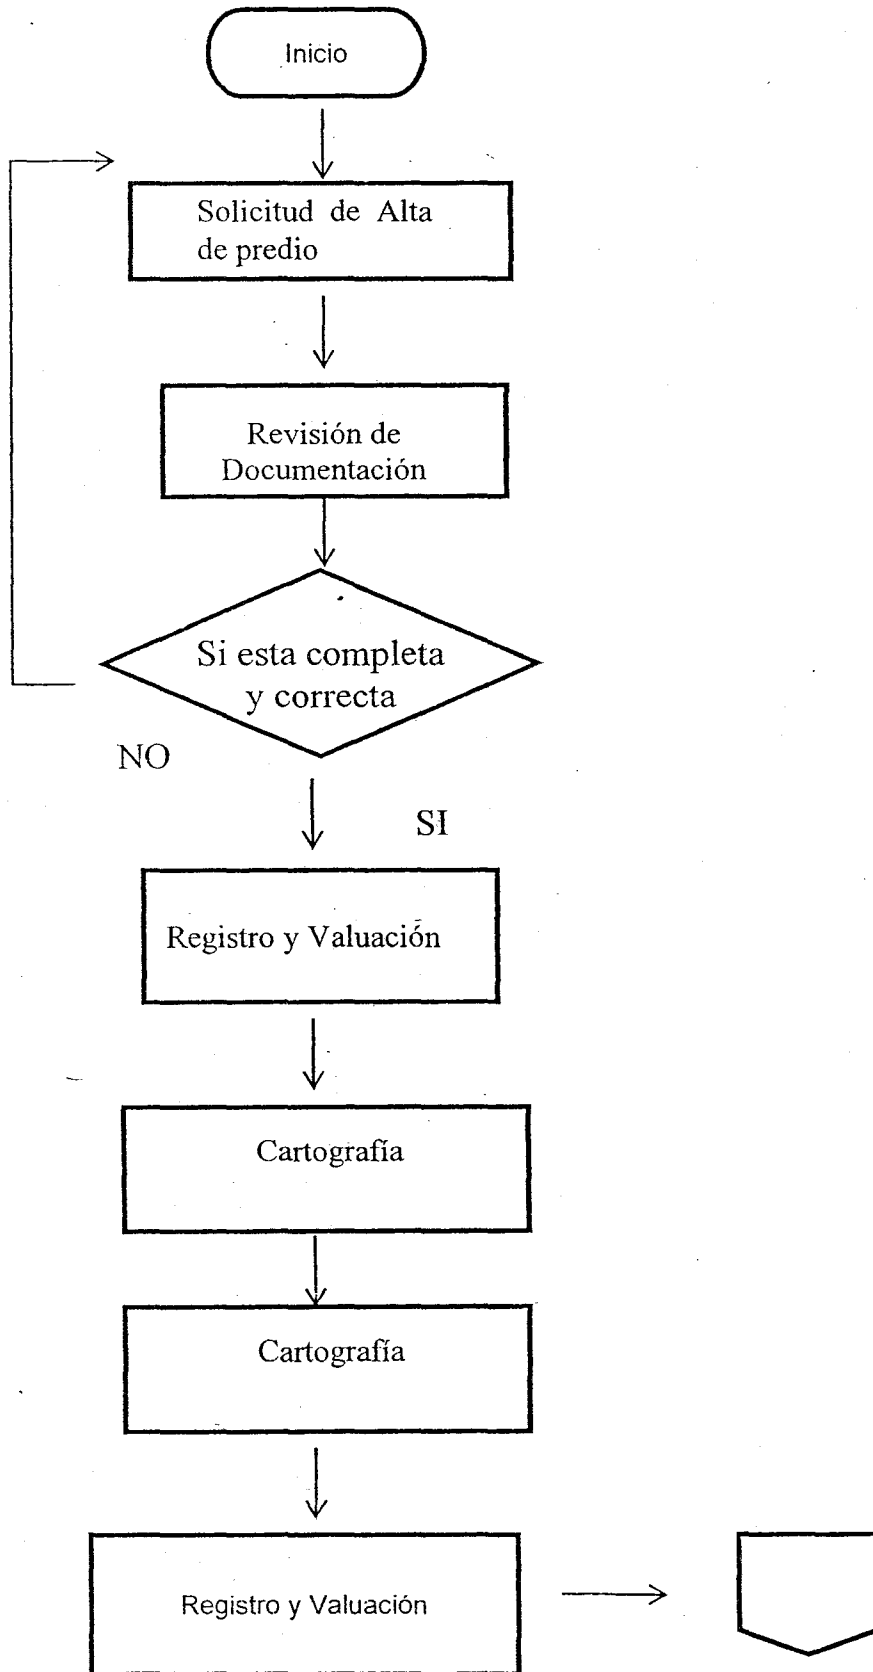 Inicio
Solicitud de Alta
de predio
Revisión de
Documentación
Si esta completa
y correcta
NO
SI
Registro y Valuación
Cartografía
Cartografía
Registro y Valuación